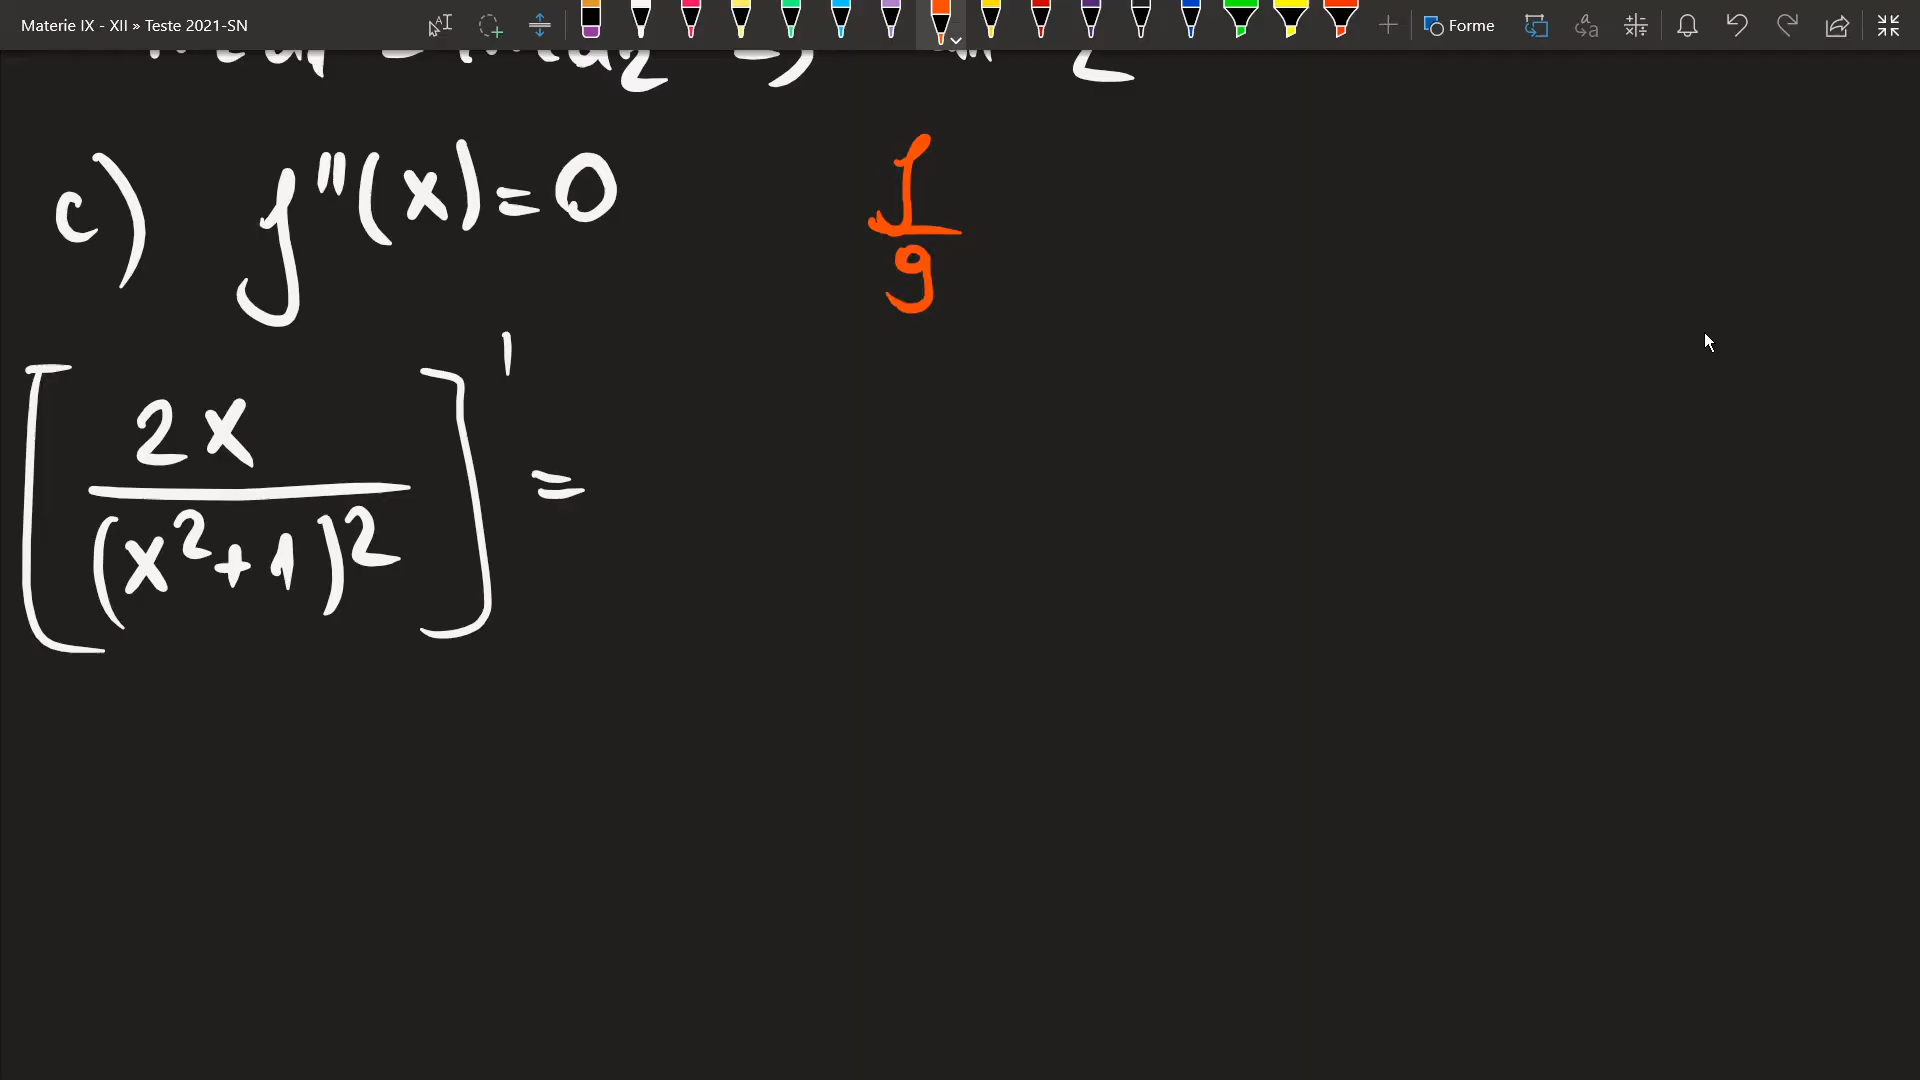 Materie IX - XII » Teste 2021-SN
Forme
c) f''(x)=0
f/g
[2x/(x²+1)²]' =